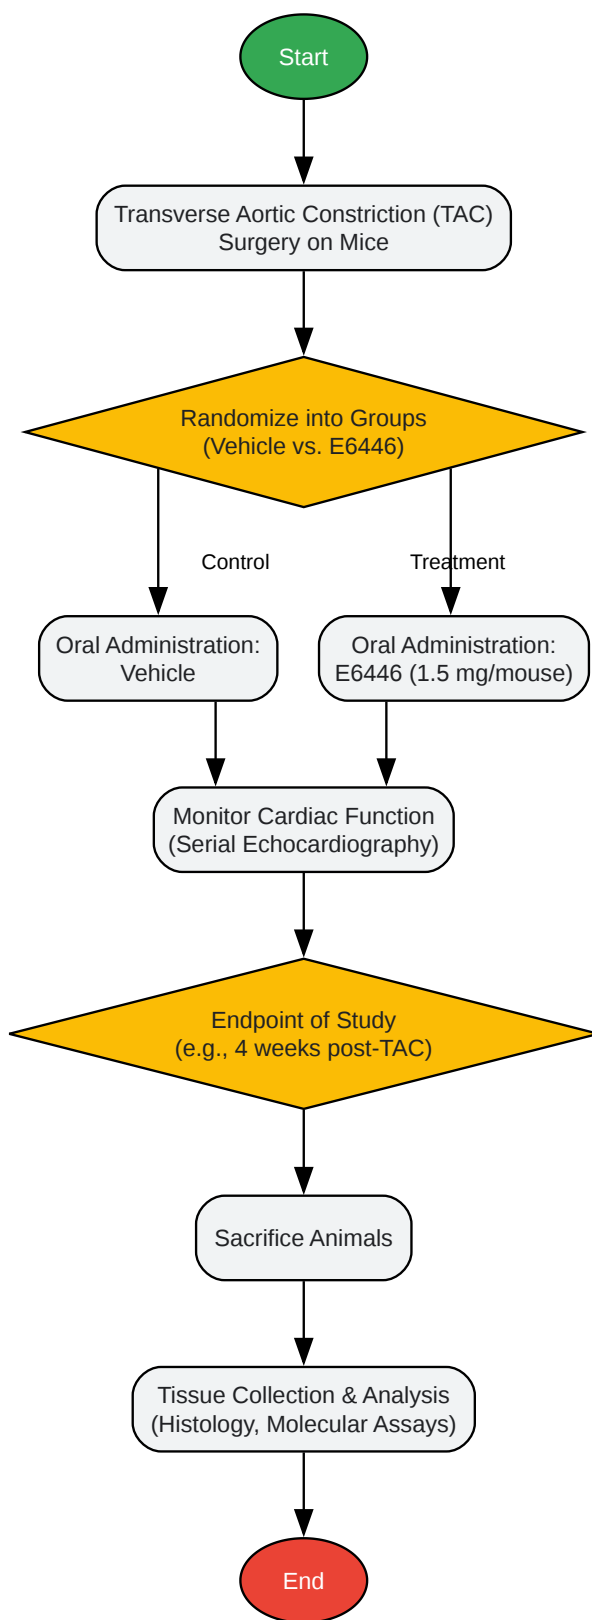 Start
Transverse Aortic Constriction (TAC)
Surgery on Mice
Randomize into Groups
(Vehicle vs. E6446)
Control
Treatment
Oral Administration:
Vehicle
Oral Administration:
E6446 (1.5 mg/mouse)
Monitor Cardiac Function
(Serial Echocardiography)
Endpoint of Study
(e.g., 4 weeks post-TAC)
Sacrifice Animals
Tissue Collection & Analysis
(Histology, Molecular Assays)
End